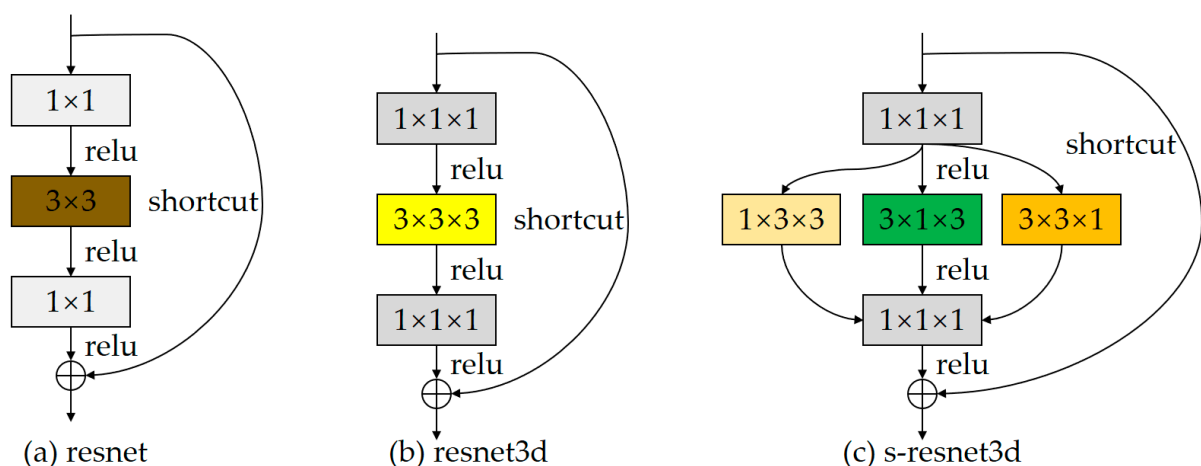 1×1
relu
3×3
shortcut
relu
1×1
relu
(a) resnet
1×1×1
relu
3×3×3
shortcut
relu
1×1×1
relu
(b) resnet3d
1×1×1
shortcut
relu
1×3×3
3×1×3
3×3×1
relu
1×1×1
relu
(c) s-resnet3d